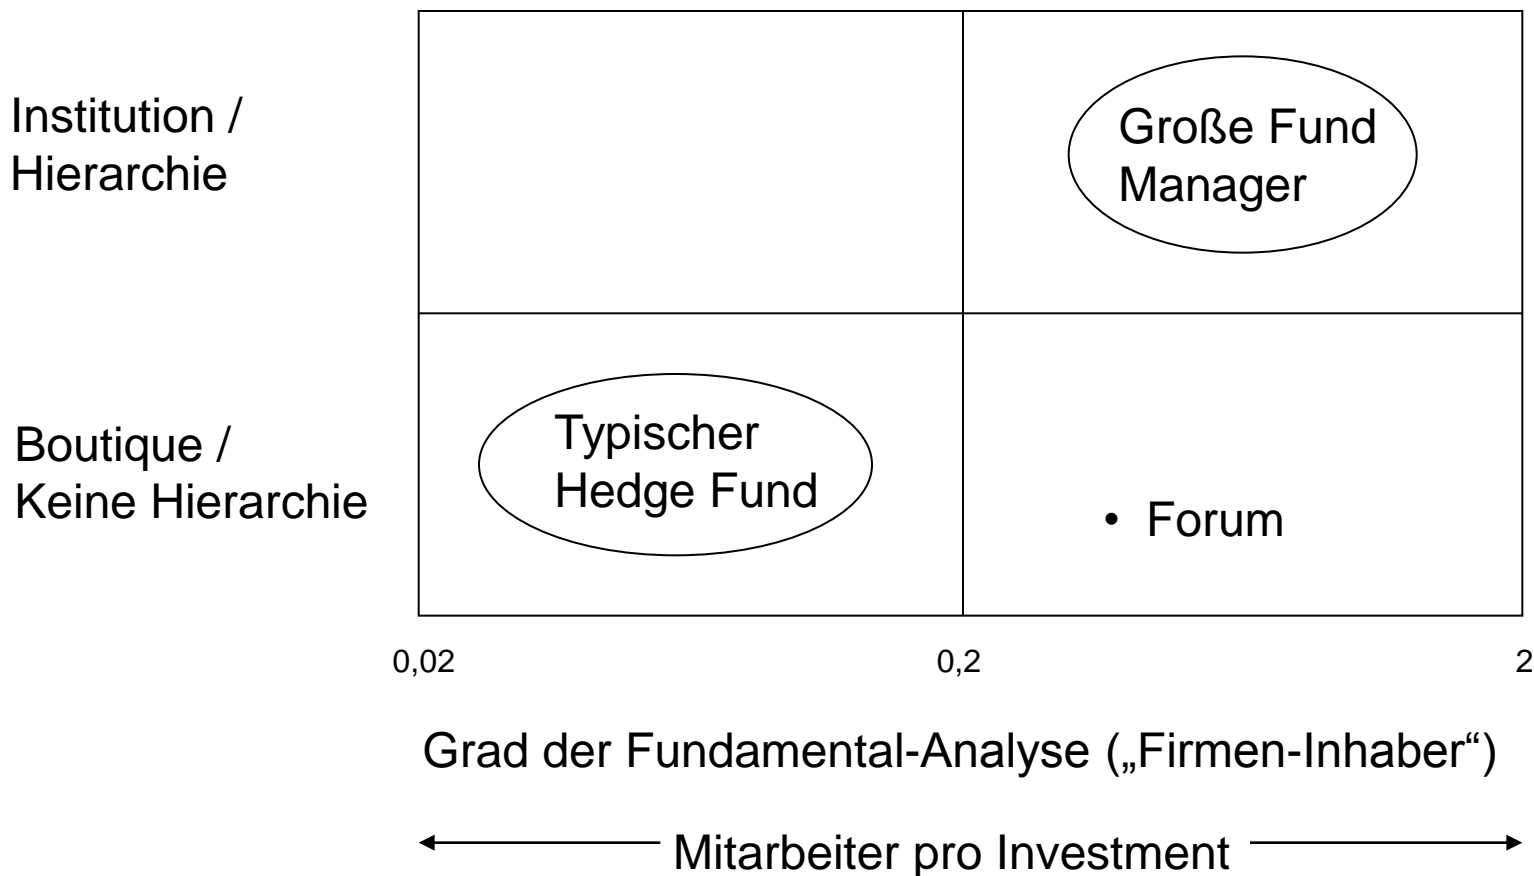 Institution /
Hierarchie
Große Fund
Manager
Boutique /
Keine Hierarchie
Typischer
Hedge Fund
• Forum
0,02
0,2
2
Grad der Fundamental-Analyse („Firmen-Inhaber“)
Mitarbeiter pro Investment